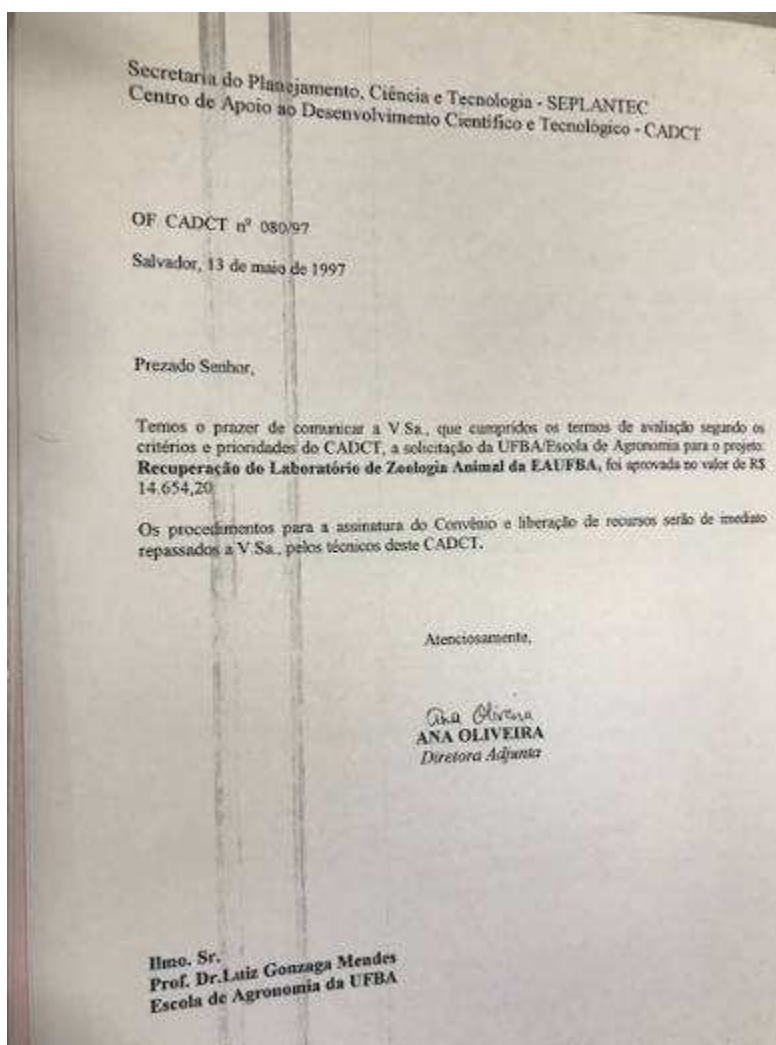 Secretaria do Planejamento, Ciência e Tecnologia - SEPLANTEC
Centro de Apoio ao Desenvolvimento Científico e Tecnológico - CADCT
OF CADCT nº 080/97
Salvador, 13 de maio de 1997
Prezado Senhor,
Temos o prazer de comunicar a V.Sa., que cumpridos os termos de avaliação segundo os
critérios e prioridades do CADCT, a solicitação da UFBA/Escola de Agronomia para o projeto:
Recuperação do Laboratório de Zoologia Animal da EAUFBA, foi aprovada no valor de R$
14.654,20.
Os procedimentos para a assinatura do Convênio e liberação de recursos serão de imediato
repassados a V.Sa., pelos técnicos deste CADCT.
Atenciosamente,
Ana Oliveira
ANA OLIVEIRA
Diretora Adjunta
Ilmo. Sr.
Prof. Dr.Luiz Gonzaga Mendes
Escola de Agronomia da UFBA